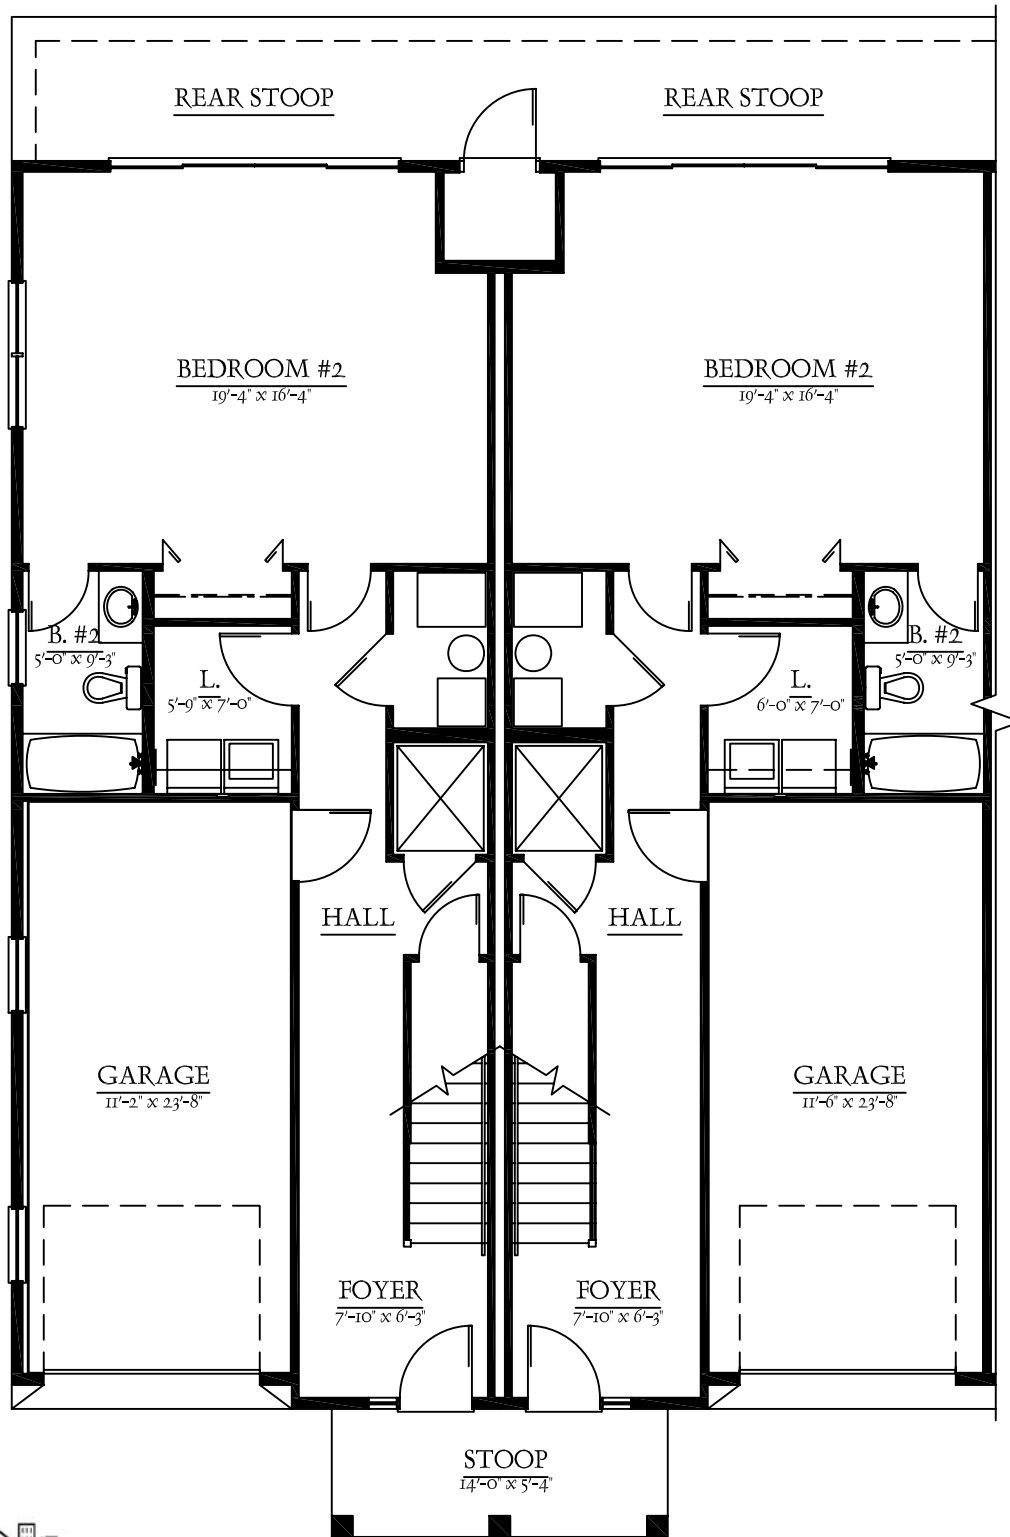 REAR STOOP
REAR STOOP
BEDROOM #2
19'-4" x 16'-4"
BEDROOM #2
19'-4" x 16'-4"
B. #2
5'-0" x 9'-3"
L.
5'-9" x 7'-0"
L.
6'-0" x 7'-0"
B. #2
5'-0" x 9'-3"
HALL
HALL
GARAGE
11'-2" x 23'-8"
GARAGE
11'-6" x 23'-8"
FOYER
7'-10" x 6'-3"
FOYER
7'-10" x 6'-3"
STOOP
14'-0" x 5'-4"